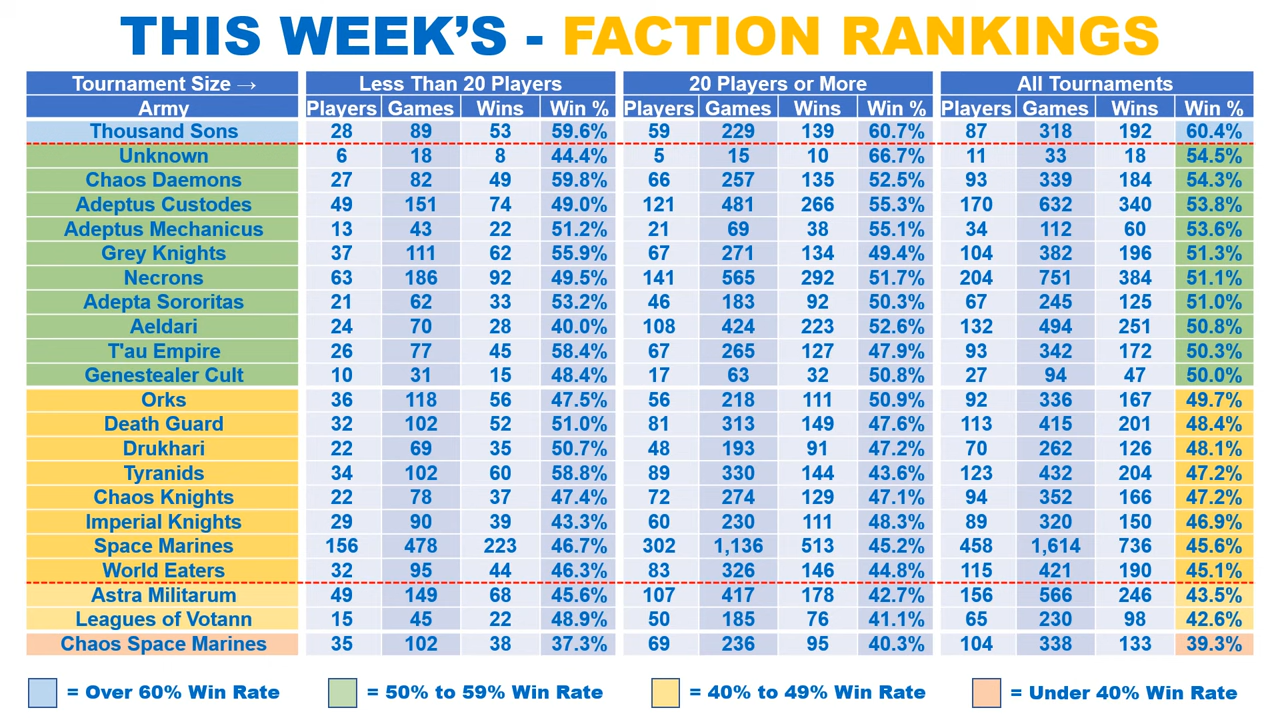 THIS WEEK'S - FACTION RANKINGS
Tournament Size → Less Than 20 Players 20 Players or More All Tournaments
Army Players Games Wins Win % Players Games Wins Win % Players Games Wins Win %
Thousand Sons 28 89 53 59.6% 59 229 139 60.7% 87 318 192 60.4%
Unknown 6 18 8 44.4% 5 15 10 66.7% 11 33 18 54.5%
Chaos Daemons 27 82 49 59.8% 66 257 135 52.5% 93 339 184 54.3%
Adeptus Custodes 49 151 74 49.0% 121 481 266 55.3% 170 632 340 53.8%
Adeptus Mechanicus 13 43 22 51.2% 21 69 38 55.1% 34 112 60 53.6%
Grey Knights 37 111 62 55.9% 67 271 134 49.4% 104 382 196 51.3%
Necrons 63 186 92 49.5% 141 565 292 51.7% 204 751 384 51.1%
Adepta Sororitas 21 62 33 53.2% 46 183 92 50.3% 67 245 125 51.0%
Aeldari 24 70 28 40.0% 108 424 223 52.6% 132 494 251 50.8%
T'au Empire 26 77 45 58.4% 67 265 127 47.9% 93 342 172 50.3%
Genestealer Cult 10 31 15 48.4% 17 63 32 50.8% 27 94 47 50.0%
Orks 36 118 56 47.5% 56 218 111 50.9% 92 336 167 49.7%
Death Guard 32 102 52 51.0% 81 313 149 47.6% 113 415 201 48.4%
Drukhari 22 69 35 50.7% 48 193 91 47.2% 70 262 126 48.1%
Tyranids 34 102 60 58.8% 89 330 144 43.6% 123 432 204 47.2%
Chaos Knights 22 78 37 47.4% 72 274 129 47.1% 94 352 166 47.2%
Imperial Knights 29 90 39 43.3% 60 230 111 48.3% 89 320 150 46.9%
Space Marines 156 478 223 46.7% 302 1,136 513 45.2% 458 1,614 736 45.6%
World Eaters 32 95 44 46.3% 83 326 146 44.8% 115 421 190 45.1%
Astra Militarum 49 149 68 45.6% 107 417 178 42.7% 156 566 246 43.5%
Leagues of Votann 15 45 22 48.9% 50 185 76 41.1% 65 230 98 42.6%
Chaos Space Marines 35 102 38 37.3% 69 236 95 40.3% 104 338 133 39.3%
= Over 60% Win Rate = 50% to 59% Win Rate = 40% to 49% Win Rate = Under 40% Win Rate